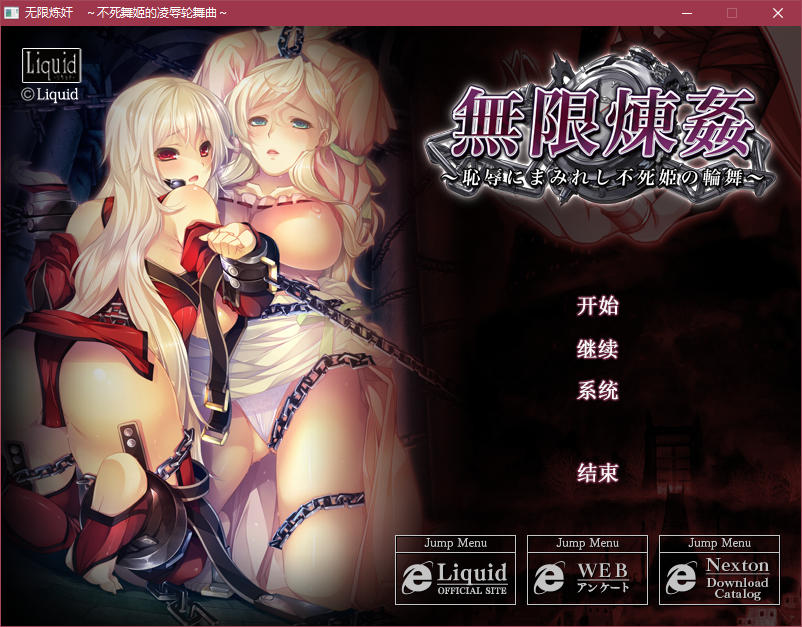 无限炼奸　～不死舞姬的凌辱轮舞曲～
Liquid
©Liquid
無限煉姦
～恥辱にまみれし不死姫の輪舞～
开始
继续
系统
结束
Jump Menu
Liquid
OFFICIAL SITE
Jump Menu
WEB
アンケート
Jump Menu
Nexton
Download
Catalog